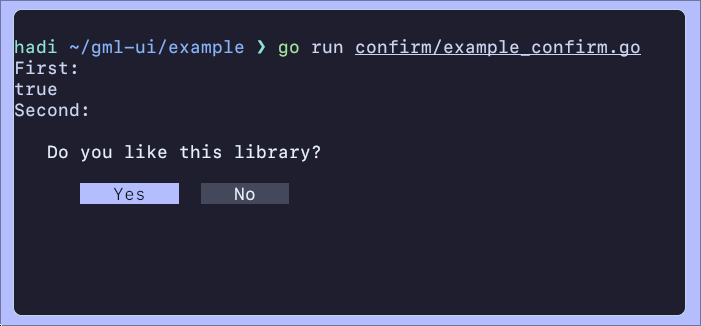 hadi ~/gml-ui/example ❯ go run confirm/example_confirm.go
First:
true
Second:
Do you like this library?
Yes No